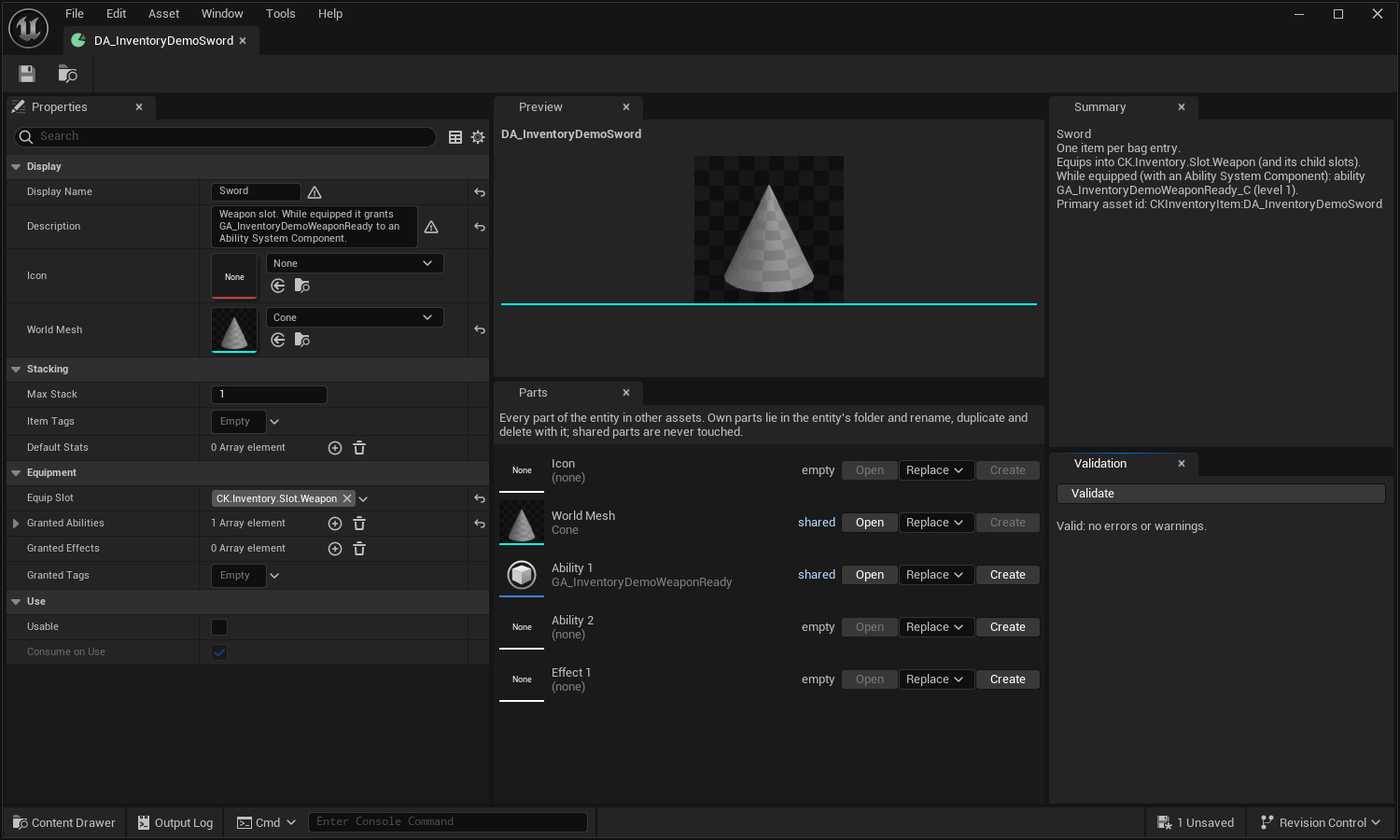 File Edit Asset Window Tools Help
DA_InventoryDemoSword
Properties
Search
Display
Display Name
Sword
Description
Weapon slot. While equipped it grants
GA_InventoryDemoWeaponReady to an
Ability System Component.
Icon
None
None
World Mesh
Cone
Stacking
Max Stack
1
Item Tags
Empty
Default Stats
0 Array element
Equipment
Equip Slot
CK.Inventory.Slot.Weapon
Granted Abilities
1 Array element
Granted Effects
0 Array element
Granted Tags
Empty
Use
Usable
Consume on Use
Preview
DA_InventoryDemoSword
Parts
Every part of the entity in other assets. Own parts lie in the entity's folder and rename, duplicate and
delete with it; shared parts are never touched.
None
Icon
(none)
empty Open Replace Create
World Mesh
Cone
shared Open Replace Create
Ability 1
GA_InventoryDemoWeaponReady
shared Open Replace Create
None
Ability 2
(none)
empty Open Replace Create
None
Effect 1
(none)
empty Open Replace Create
Summary
Sword
One item per bag entry.
Equips into CK.Inventory.Slot.Weapon (and its child slots).
While equipped (with an Ability System Component): ability
GA_InventoryDemoWeaponReady_C (level 1).
Primary asset id: CKInventoryItem:DA_InventoryDemoSword
Validation
Validate
Valid: no errors or warnings.
Content Drawer
Output Log
Cmd
Enter Console Command
1 Unsaved
Revision Control